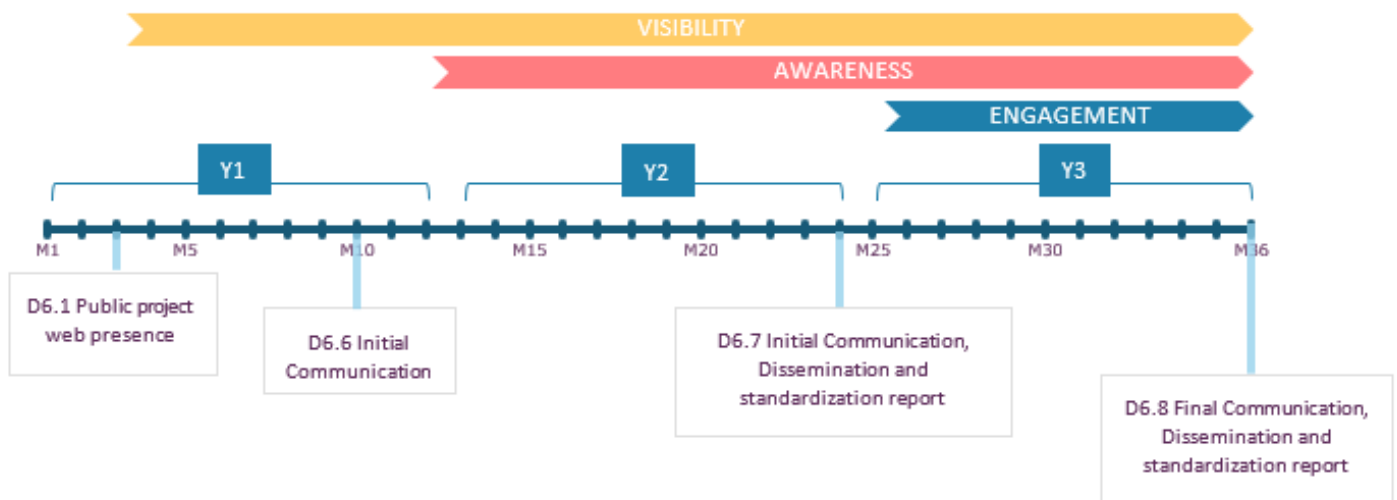 VISIBILITY
AWARENESS
ENGAGEMENT
Y1
Y2
Y3
M1
M5
M10
M15
M20
M25
M30
M36
D6.1 Public project
web presence
D6.6 Initial
Communication
D6.7 Initial Communication,
Dissemination and
standardization report
D6.8 Final Communication,
Dissemination and
standardization report